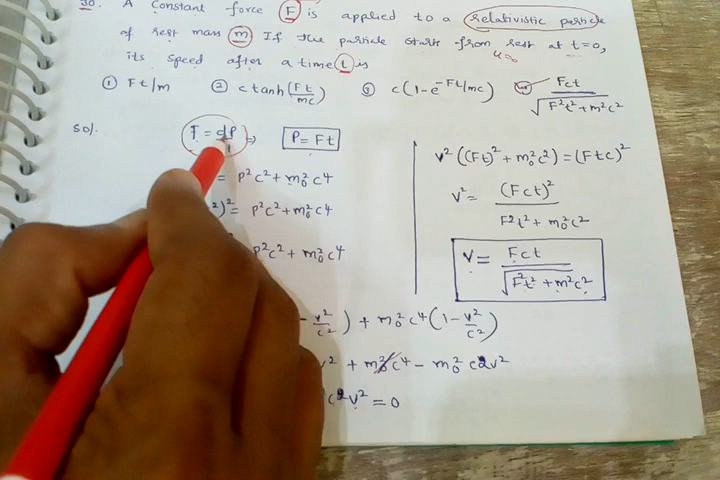 30. A constant force F is applied to a relativistic particle
of rest mass m If the particle starts from rest at t=0,
u=0
its speed after a time t is
① Ft/m ② c tanh(Ft/mc) ③ c(1-e^-Ft/mc) Fct/√F²t²+m²c²
Sol. F = dP ⇒ P = Ft
= P²c² + m₀²c⁴
²)² = P²c² + m₀²c⁴
P²c² + m₀²c⁴
- v²/c²) + m₀²c⁴(1-v²/c²)
v² + m₀²c⁴ - m₀²c2v²
c2v² = 0
v²((Ft)² + m₀²c²) = (Ftc)²
v² = (Fct)²/F²t² + m₀²c²
V = Fct/√F²t² + m²c²